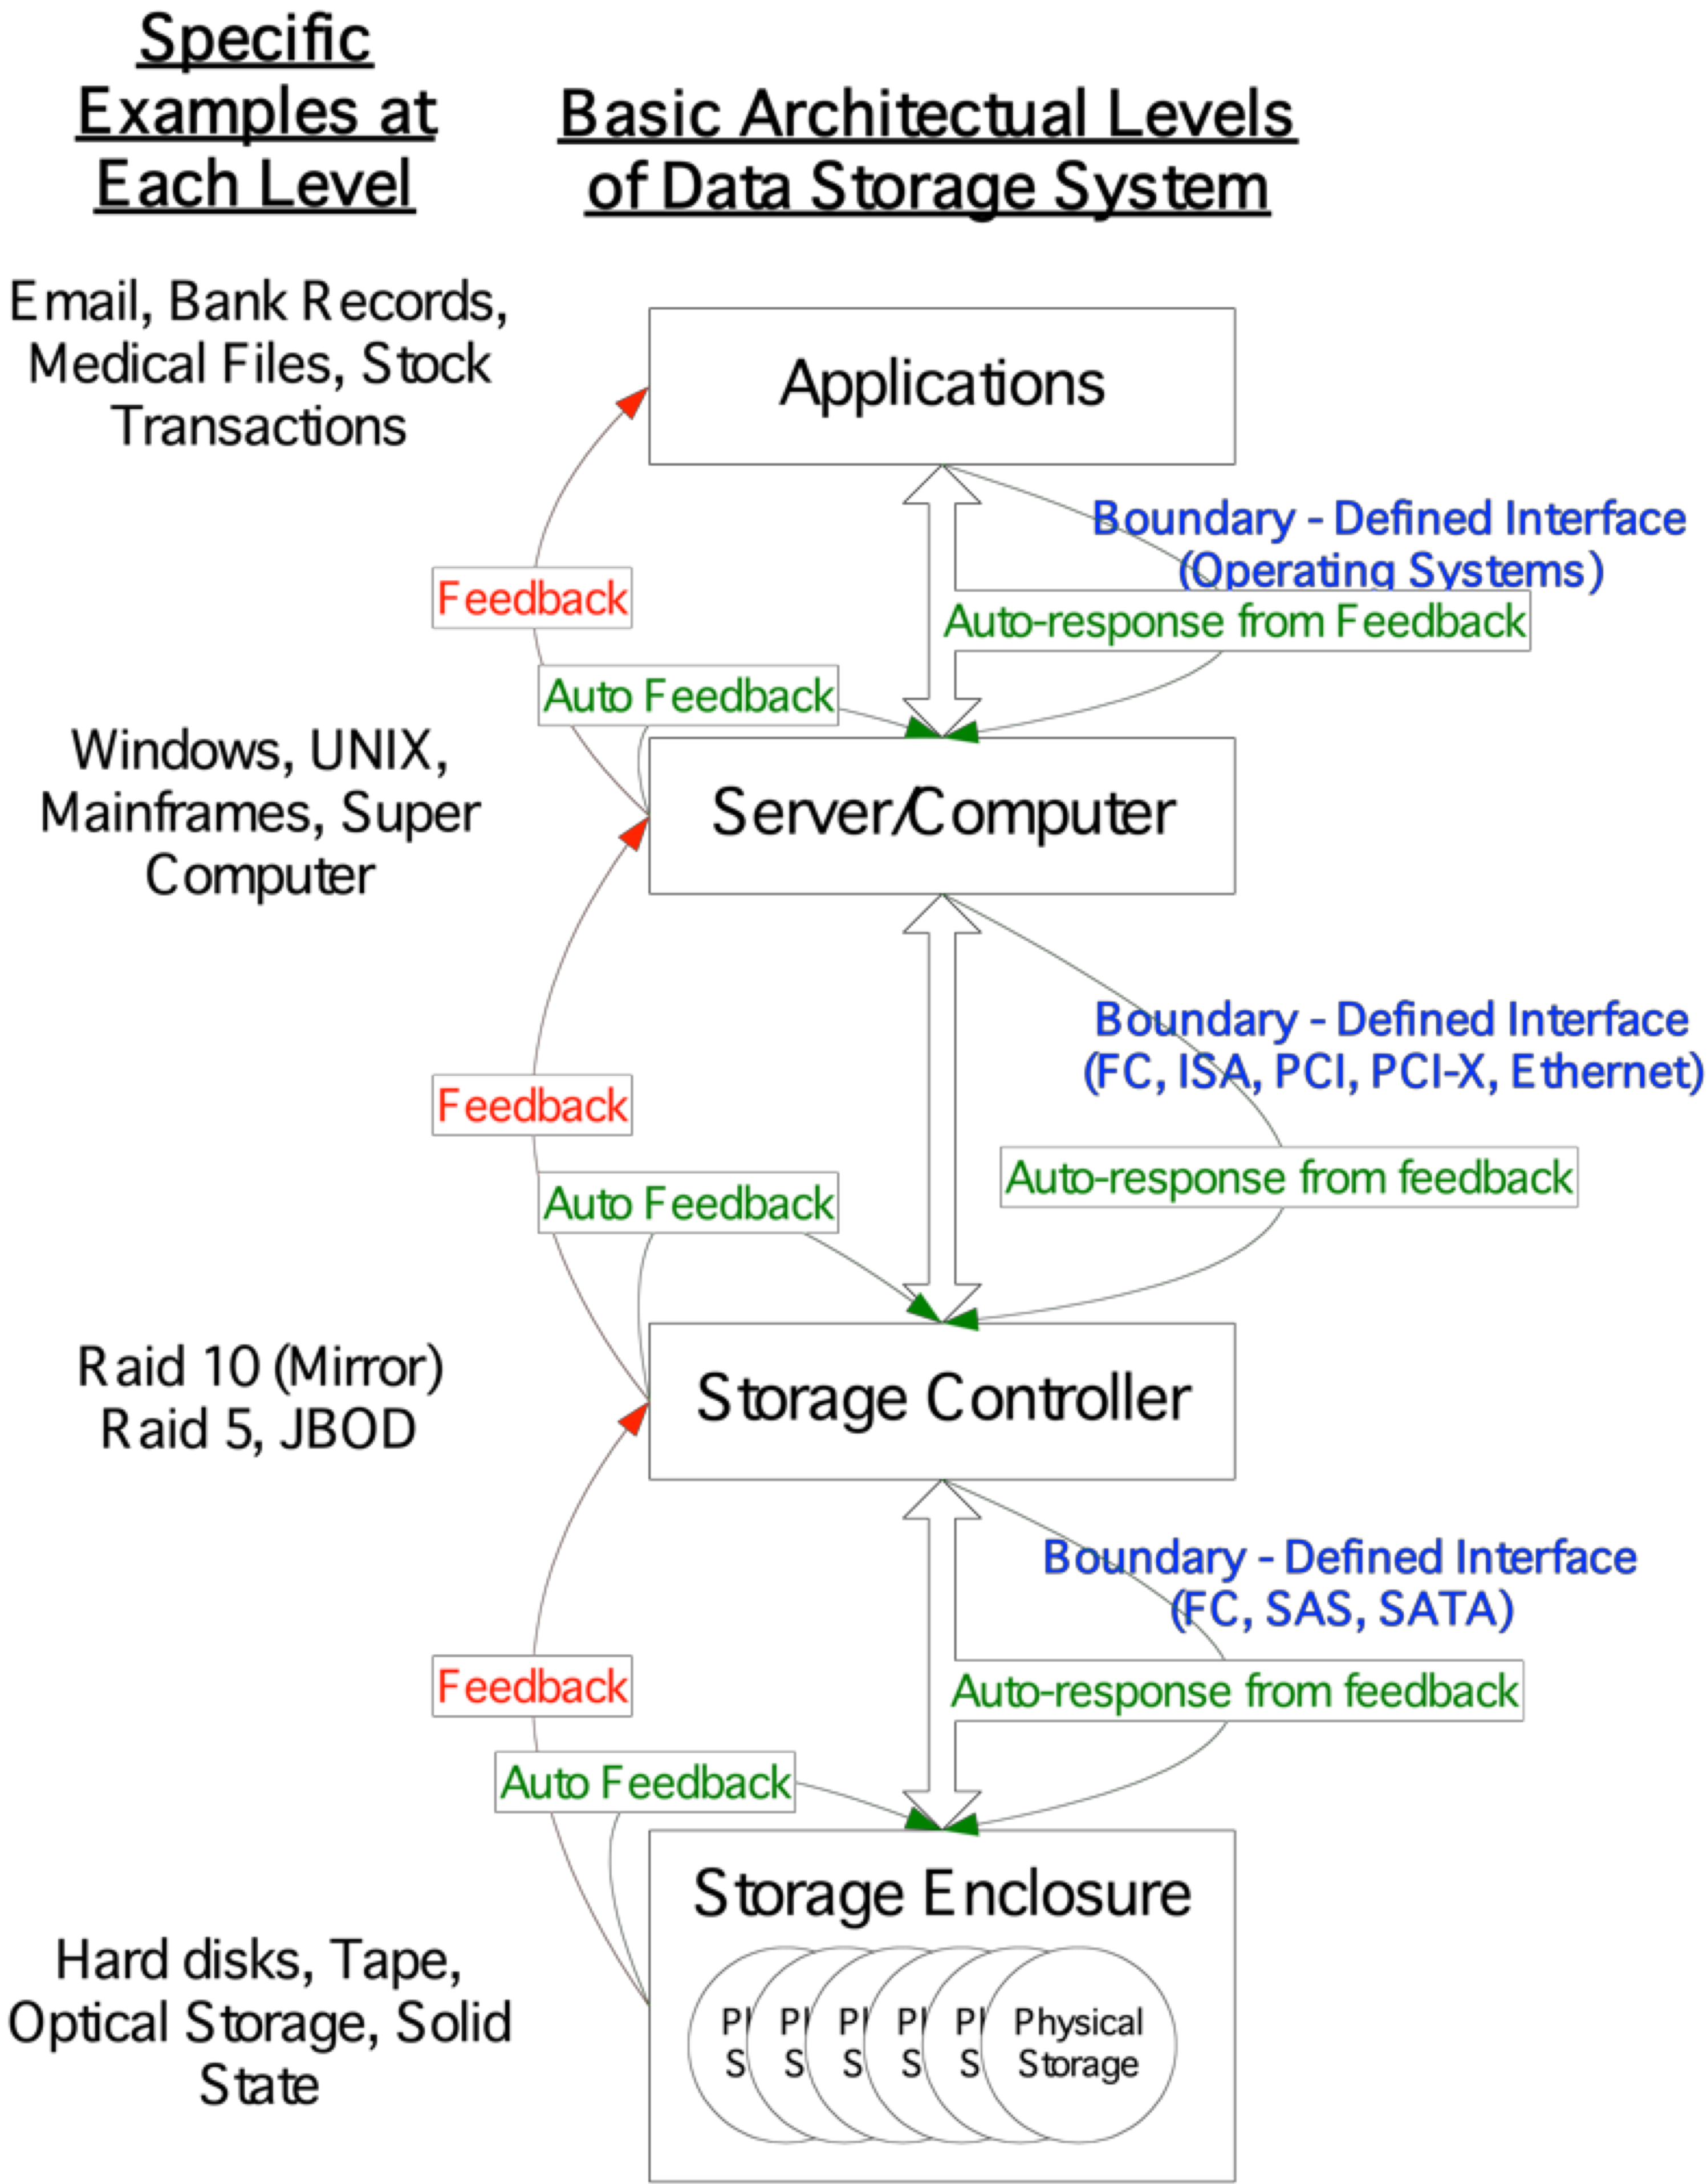 Specific
Examples at
Each Level
Basic Architectual Levels
of Data Storage System
Email, Bank Records,
Medical Files, Stock
Transactions
Applications
Boundary - Defined Interface
(Operating Systems)
Feedback
Auto-response from Feedback
Auto Feedback
Windows, UNIX,
Mainframes, Super
Computer
Server/Computer
Boundary - Defined Interface
(FC, ISA, PCI, PCI-X, Ethernet)
Feedback
Auto-response from feedback
Auto Feedback
Raid 10 (Mirror)
Raid 5, JBOD
Storage Controller
Boundary - Defined Interface
(FC, SAS, SATA)
Feedback
Auto-response from feedback
Auto Feedback
Storage Enclosure
Hard disks, Tape,
Optical Storage, Solid
State
Physical
Storage